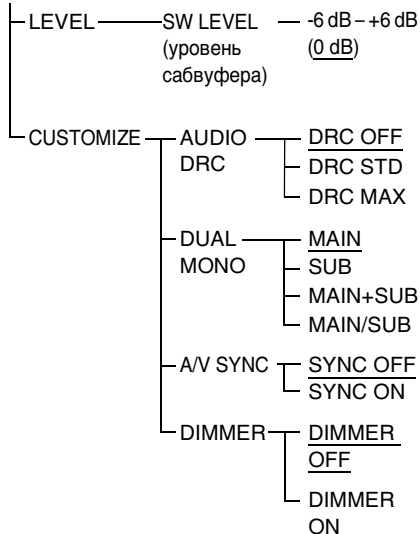 LEVEL SW LEVEL -6 dB – +6 dB
(уровень (0 dB)
сабвуфера)
CUSTOMIZE AUDIO DRC OFF
DRC DRC STD
DRC MAX
DUAL MAIN
MONO SUB
MAIN+SUB
MAIN/SUB
A/V SYNC SYNC OFF
SYNC ON
DIMMER DIMMER
OFF
DIMMER
ON